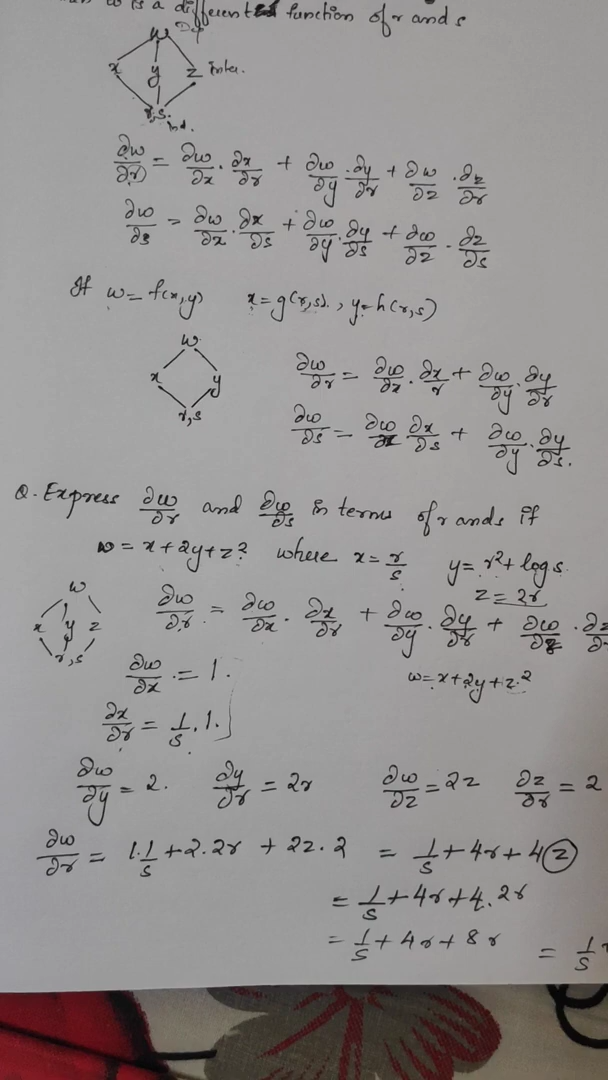 w is a different function of r and s
w
x y z inter.
r,s.
ind.
∂w/∂r = ∂w/∂x . ∂x/∂r + ∂w/∂y . ∂y/∂r + ∂w/∂z . ∂z/∂r
∂w/∂s = ∂w/∂x . ∂x/∂s + ∂w/∂y . ∂y/∂s + ∂w/∂z . ∂z/∂s
If w = f(x,y) x = g(r,s). , y = h(r,s)
w
x y
r,s
∂w/∂r = ∂w/∂x . ∂x/r + ∂w/∂y . ∂y/∂r
∂w/∂s = ∂w/∂x . ∂x/∂s + ∂w/∂y . ∂y/∂s.
Q. Express ∂w/∂r and ∂w/∂s in terms of r and s if
w = x + 2y + z² where x = r/s y = r² + log s.
z = 2r
w
x y z
r,s
∂w/∂r = ∂w/∂x . ∂x/∂r + ∂w/∂y . ∂y/∂r + ∂w/∂z . ∂z
∂w/∂x = 1. w = x + 2y + z²
∂x/∂r = 1/s . 1.
∂w/∂y = 2. ∂y/∂r = 2r ∂w/∂z = 2z ∂z/∂r = 2
∂w/∂r = 1.1/s + 2.2r + 2z.2 = 1/s + 4r + 4z
= 1/s + 4r + 4.2r
= 1/s + 4r + 8r = 1/s